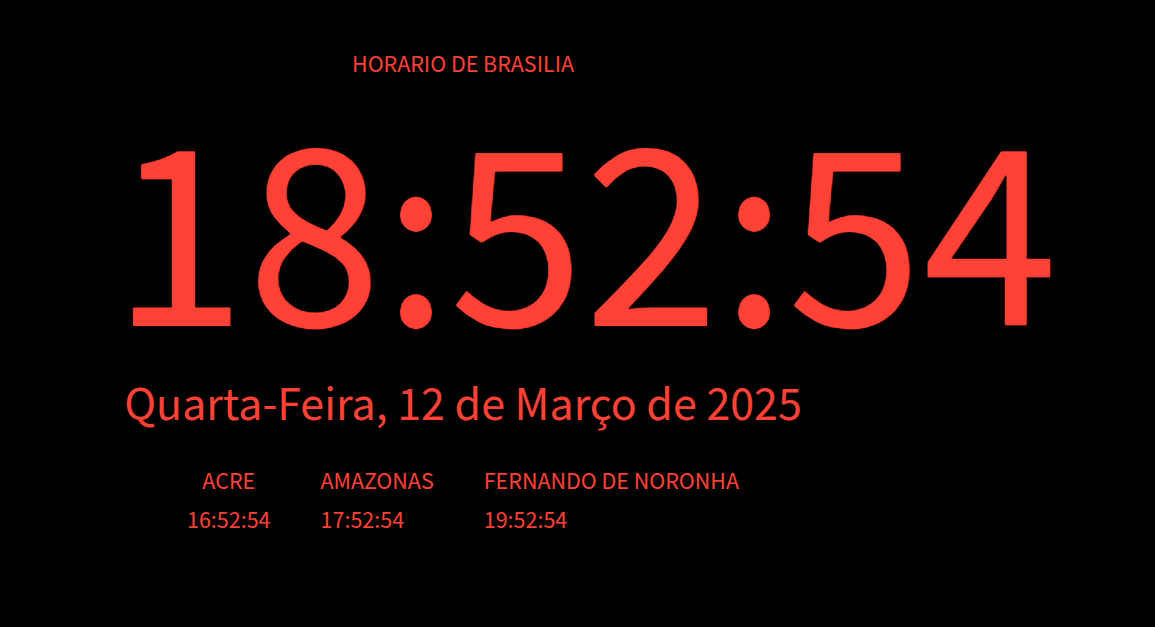 HORARIO DE BRASILIA
18:52:54
Quarta-Feira, 12 de Março de 2025
ACRE AMAZONAS FERNANDO DE NORONHA
16:52:54 17:52:54 19:52:54